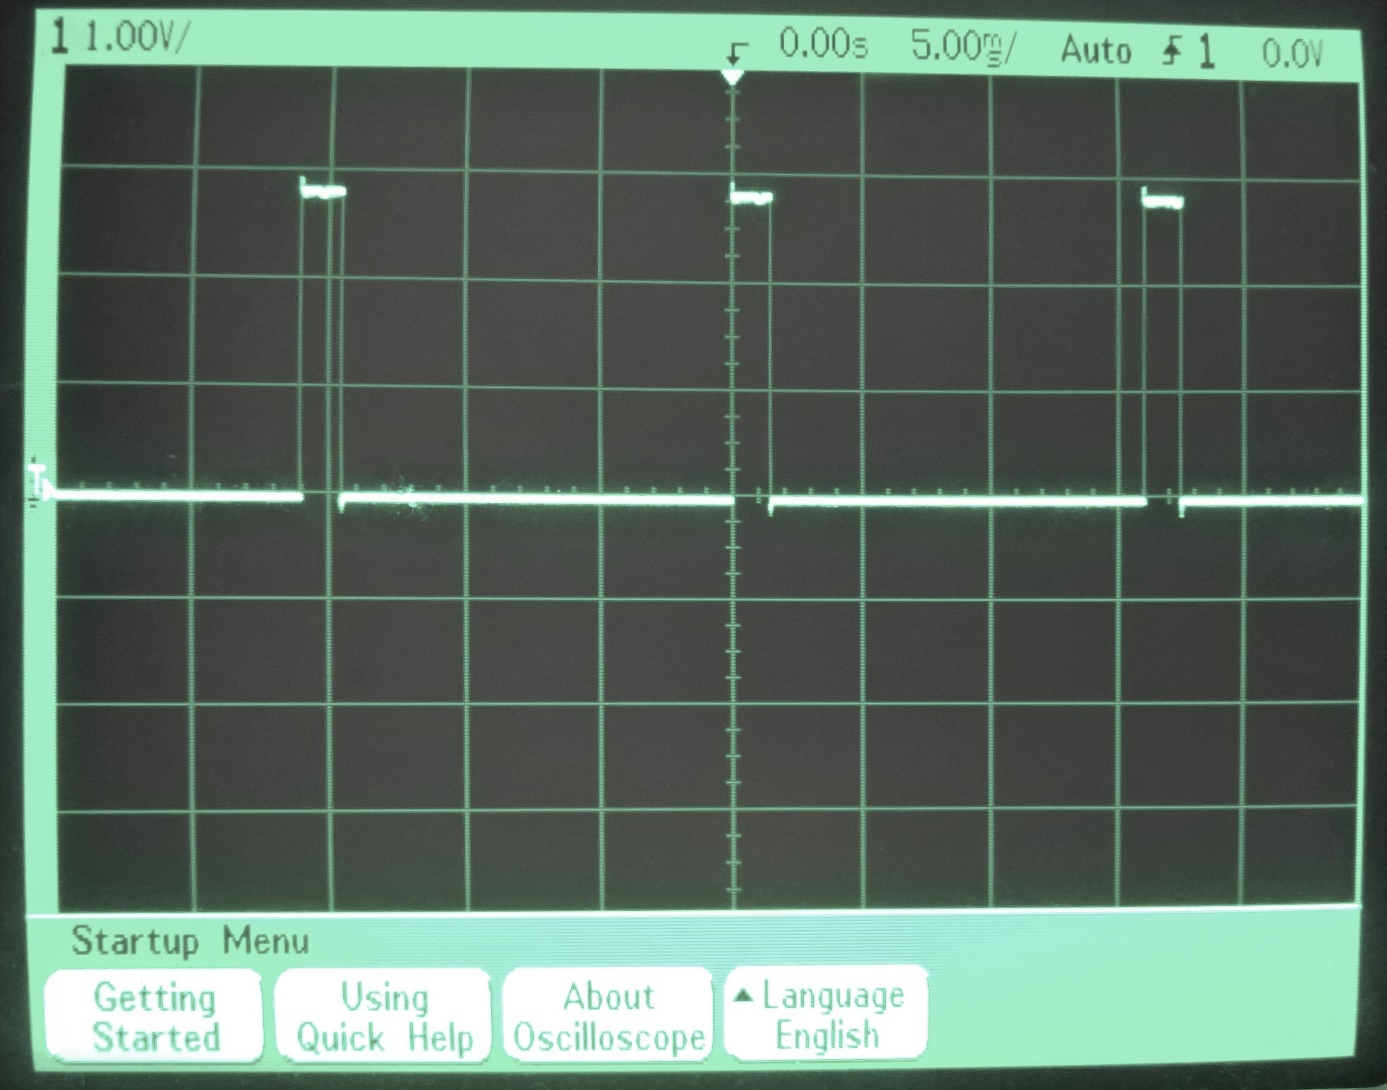 1 1.00V/ 0.00s 5.00ms/ Auto 1 0.0V
T
Startup Menu
Getting
Started
Using
Quick Help
About
Oscilloscope
Language
English